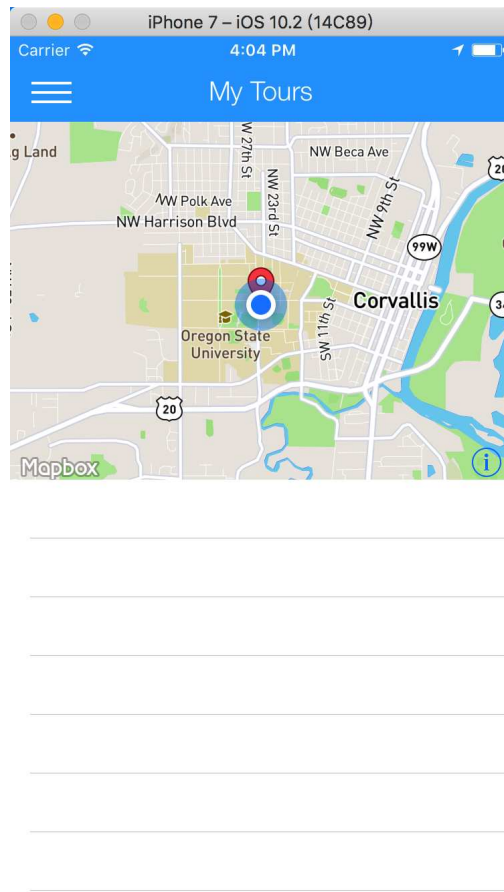 iPhone 7 – iOS 10.2 (14C89)
Carrier 4:04 PM
My Tours
g Land
W 27th St
NW Beca Ave
NW 23rd St
NW 9th St
NW Polk Ave
NW Harrison Blvd
99W
Corvallis
SW 11th St
Oregon State
University
20
Mapbox
i